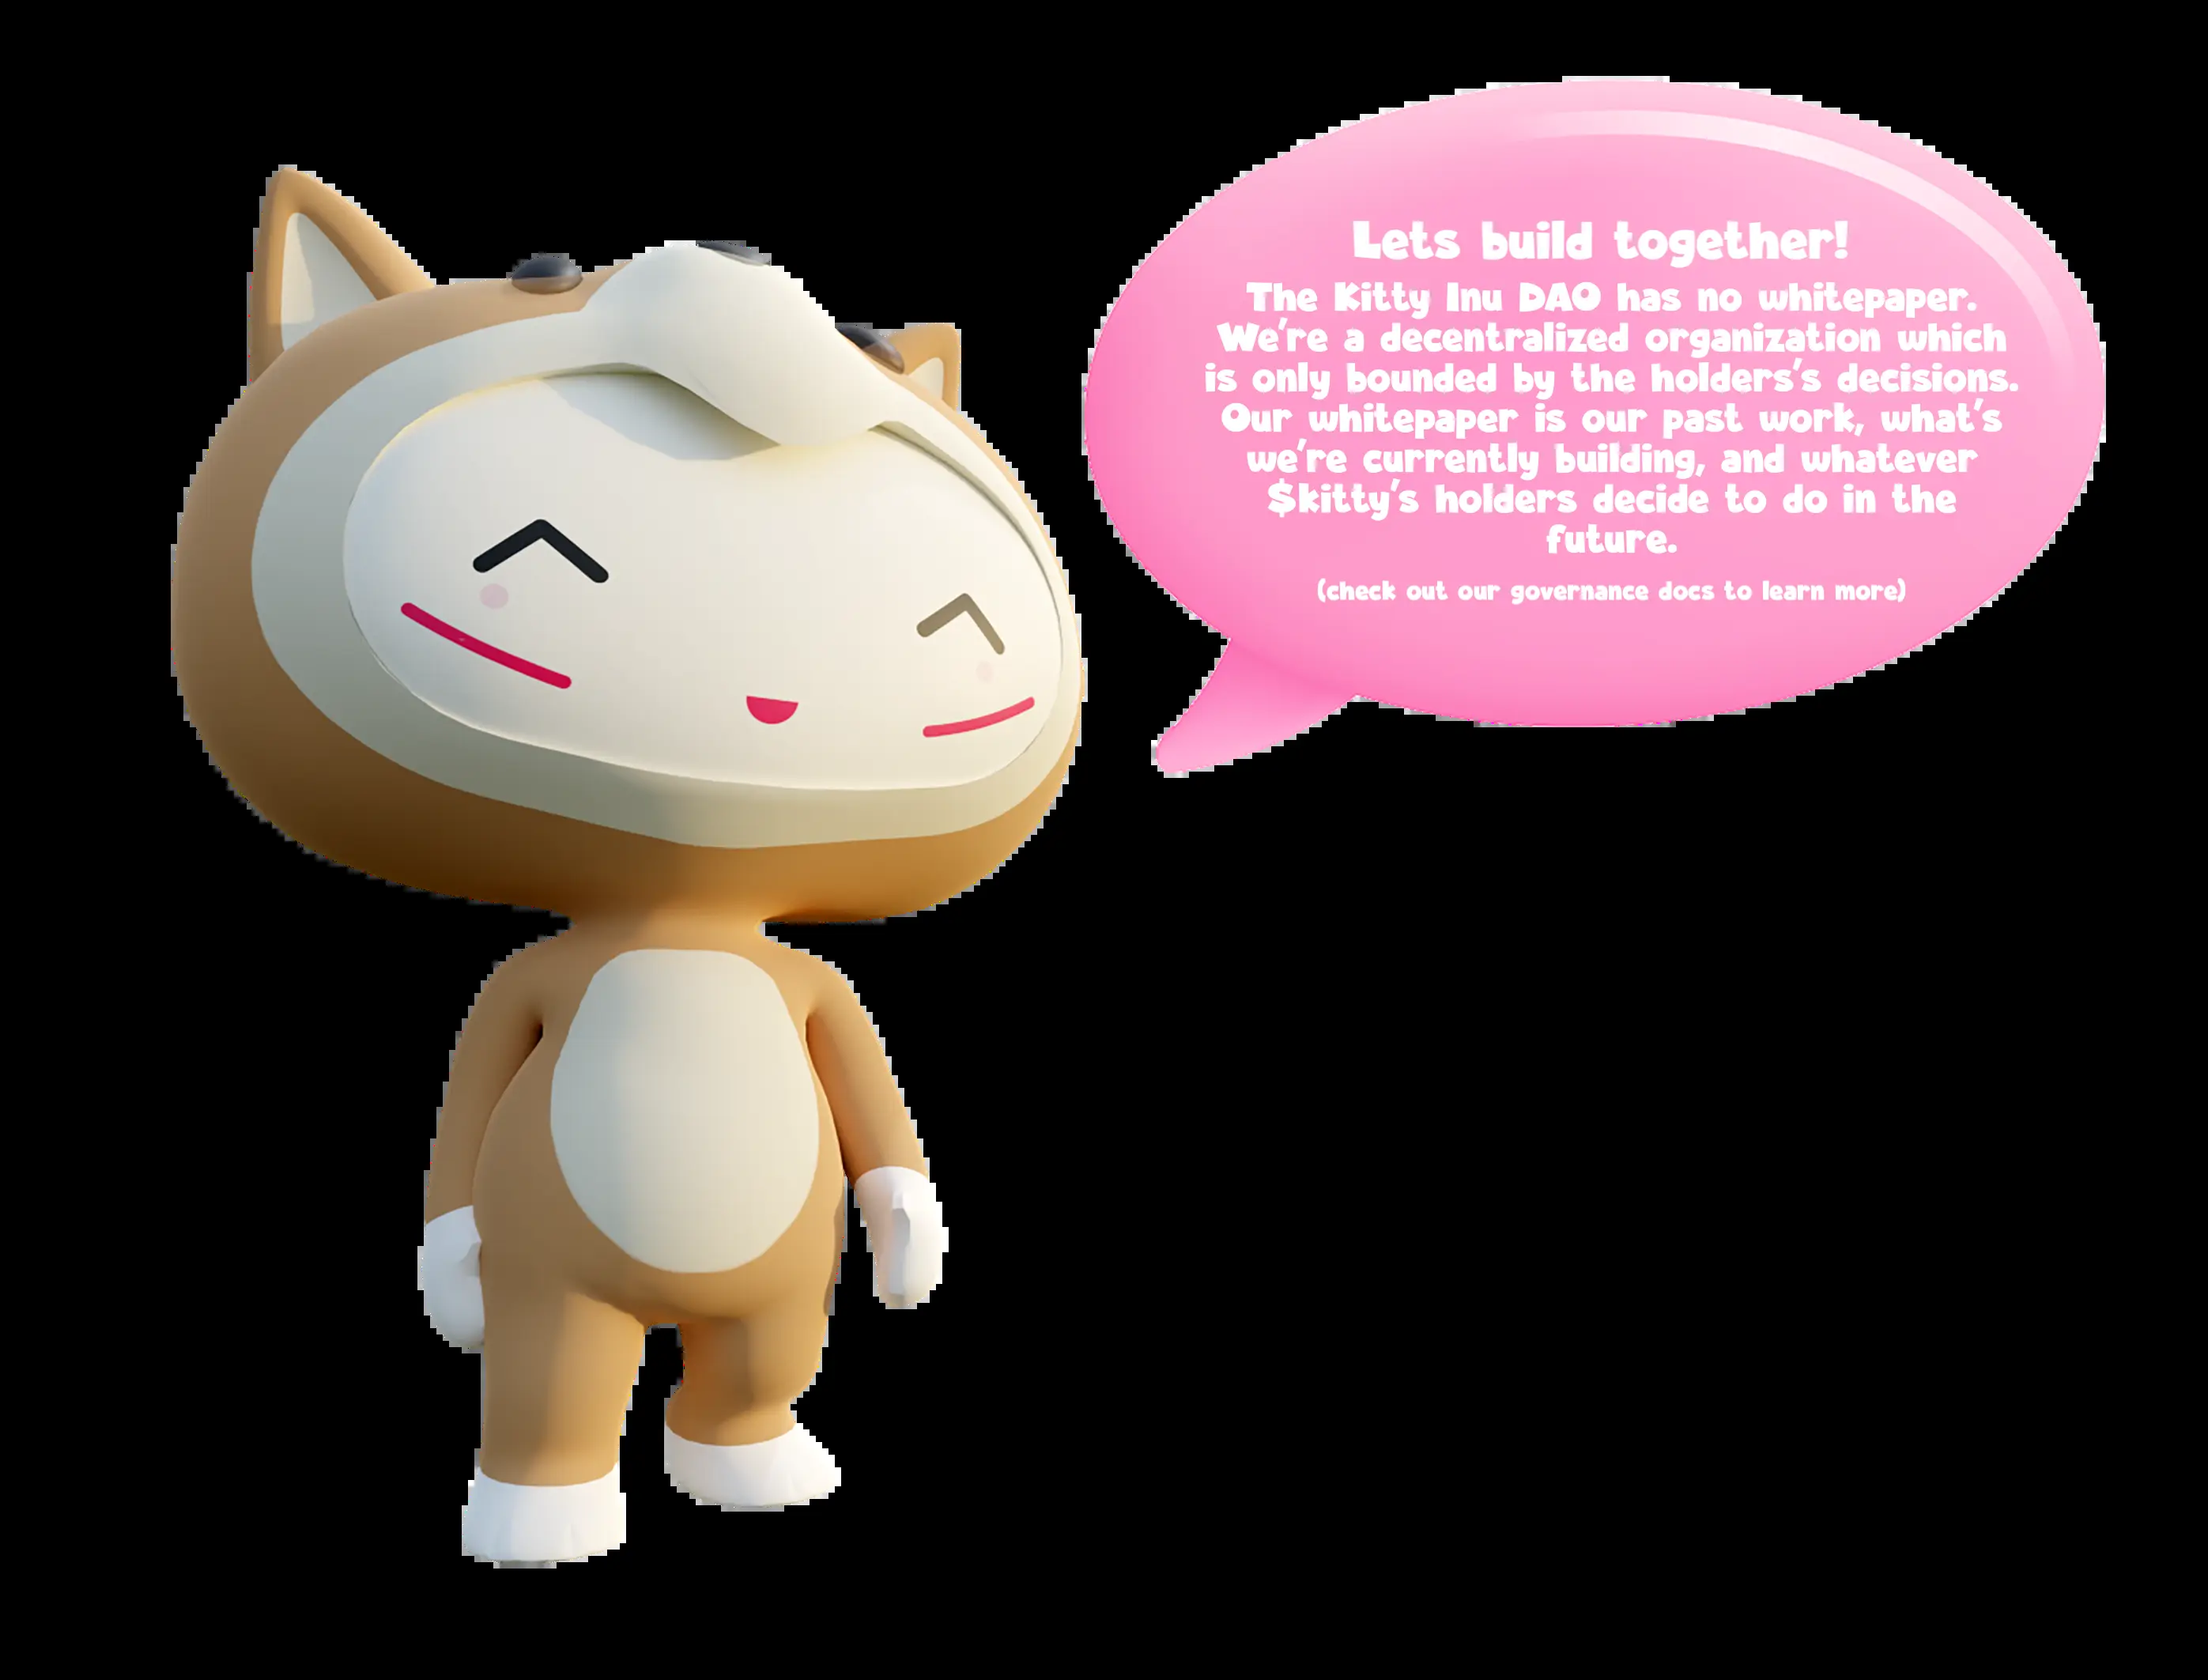 Lets build together!
The Kitty Inu DAO has no whitepaper.
We're a decentralized organization which
is only bounded by the holders's decisions.
Our whitepaper is our past work, what's
we're currently building, and whatever
$kitty's holders decide to do in the
future.
(check out our governance docs to learn more)